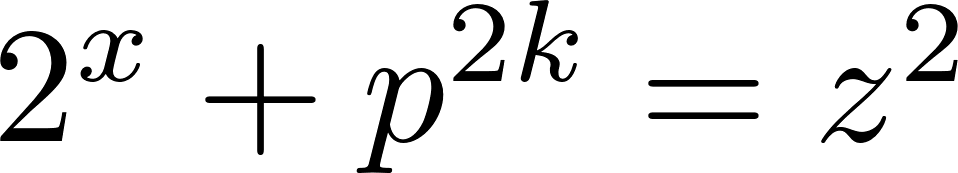 2^x + p^{2k} = z^2